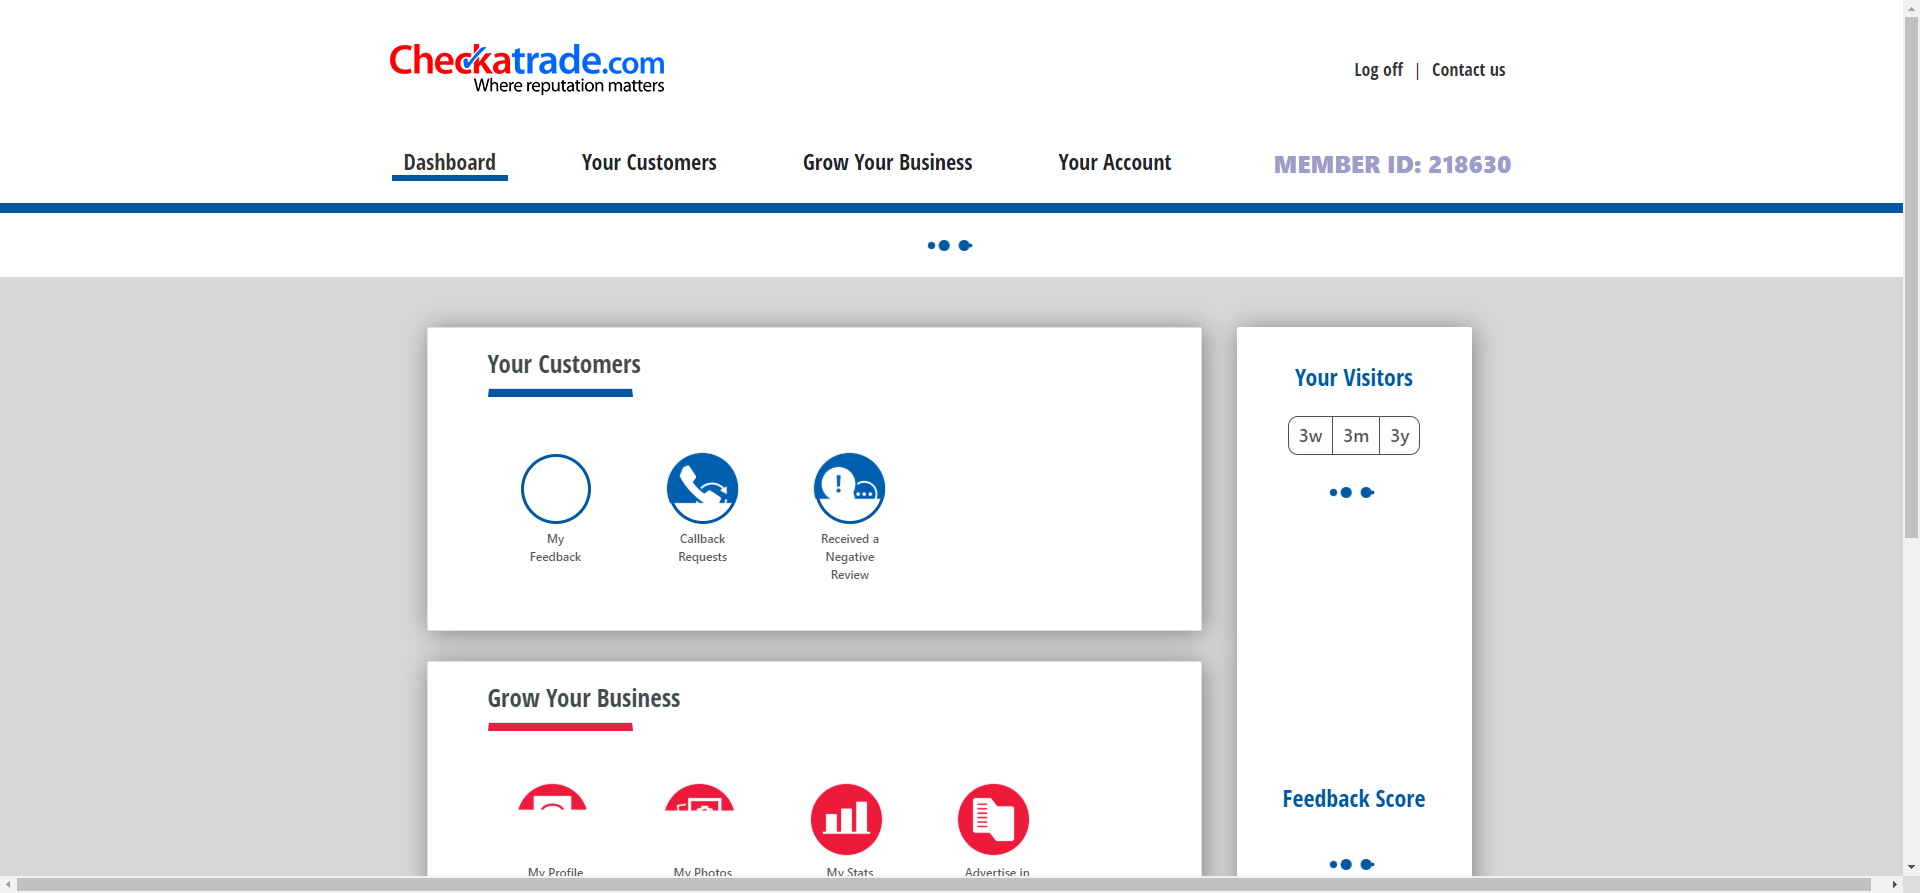 Checkatrade.com
Where reputation matters
Log off | Contact us
Dashboard
Your Customers
Grow Your Business
Your Account
MEMBER ID: 218630
Your Customers
My
Feedback
Callback
Requests
Received a
Negative
Review
Your Visitors
3w
3m
3y
Grow Your Business
My Profile
My Photos
My Stats
Advertise in
Feedback Score